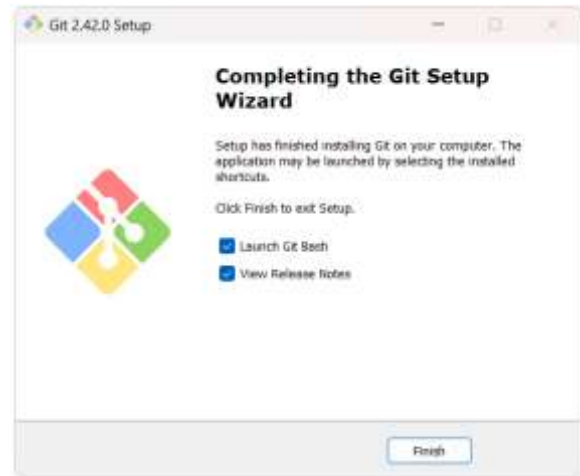 Git 2.42.0 Setup
Completing the Git Setup
Wizard
Setup has finished installing Git on your computer. The
application may be launched by selecting the installed
shortcuts.
Click Finish to exit Setup.
Launch Git Bash
View Release Notes
Finish